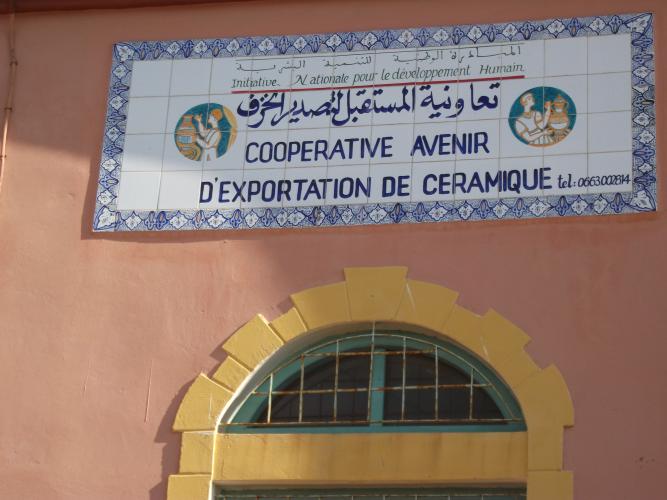 المبادرة الوطنية للتنمية البشرية
Initiative Nationale pour le développement Humain
تعاونية المستقبل لتصدير الخزف
COOPERATIVE AVENIR
D'EXPORTATION DE CERAMIQUE tel: 0663002814